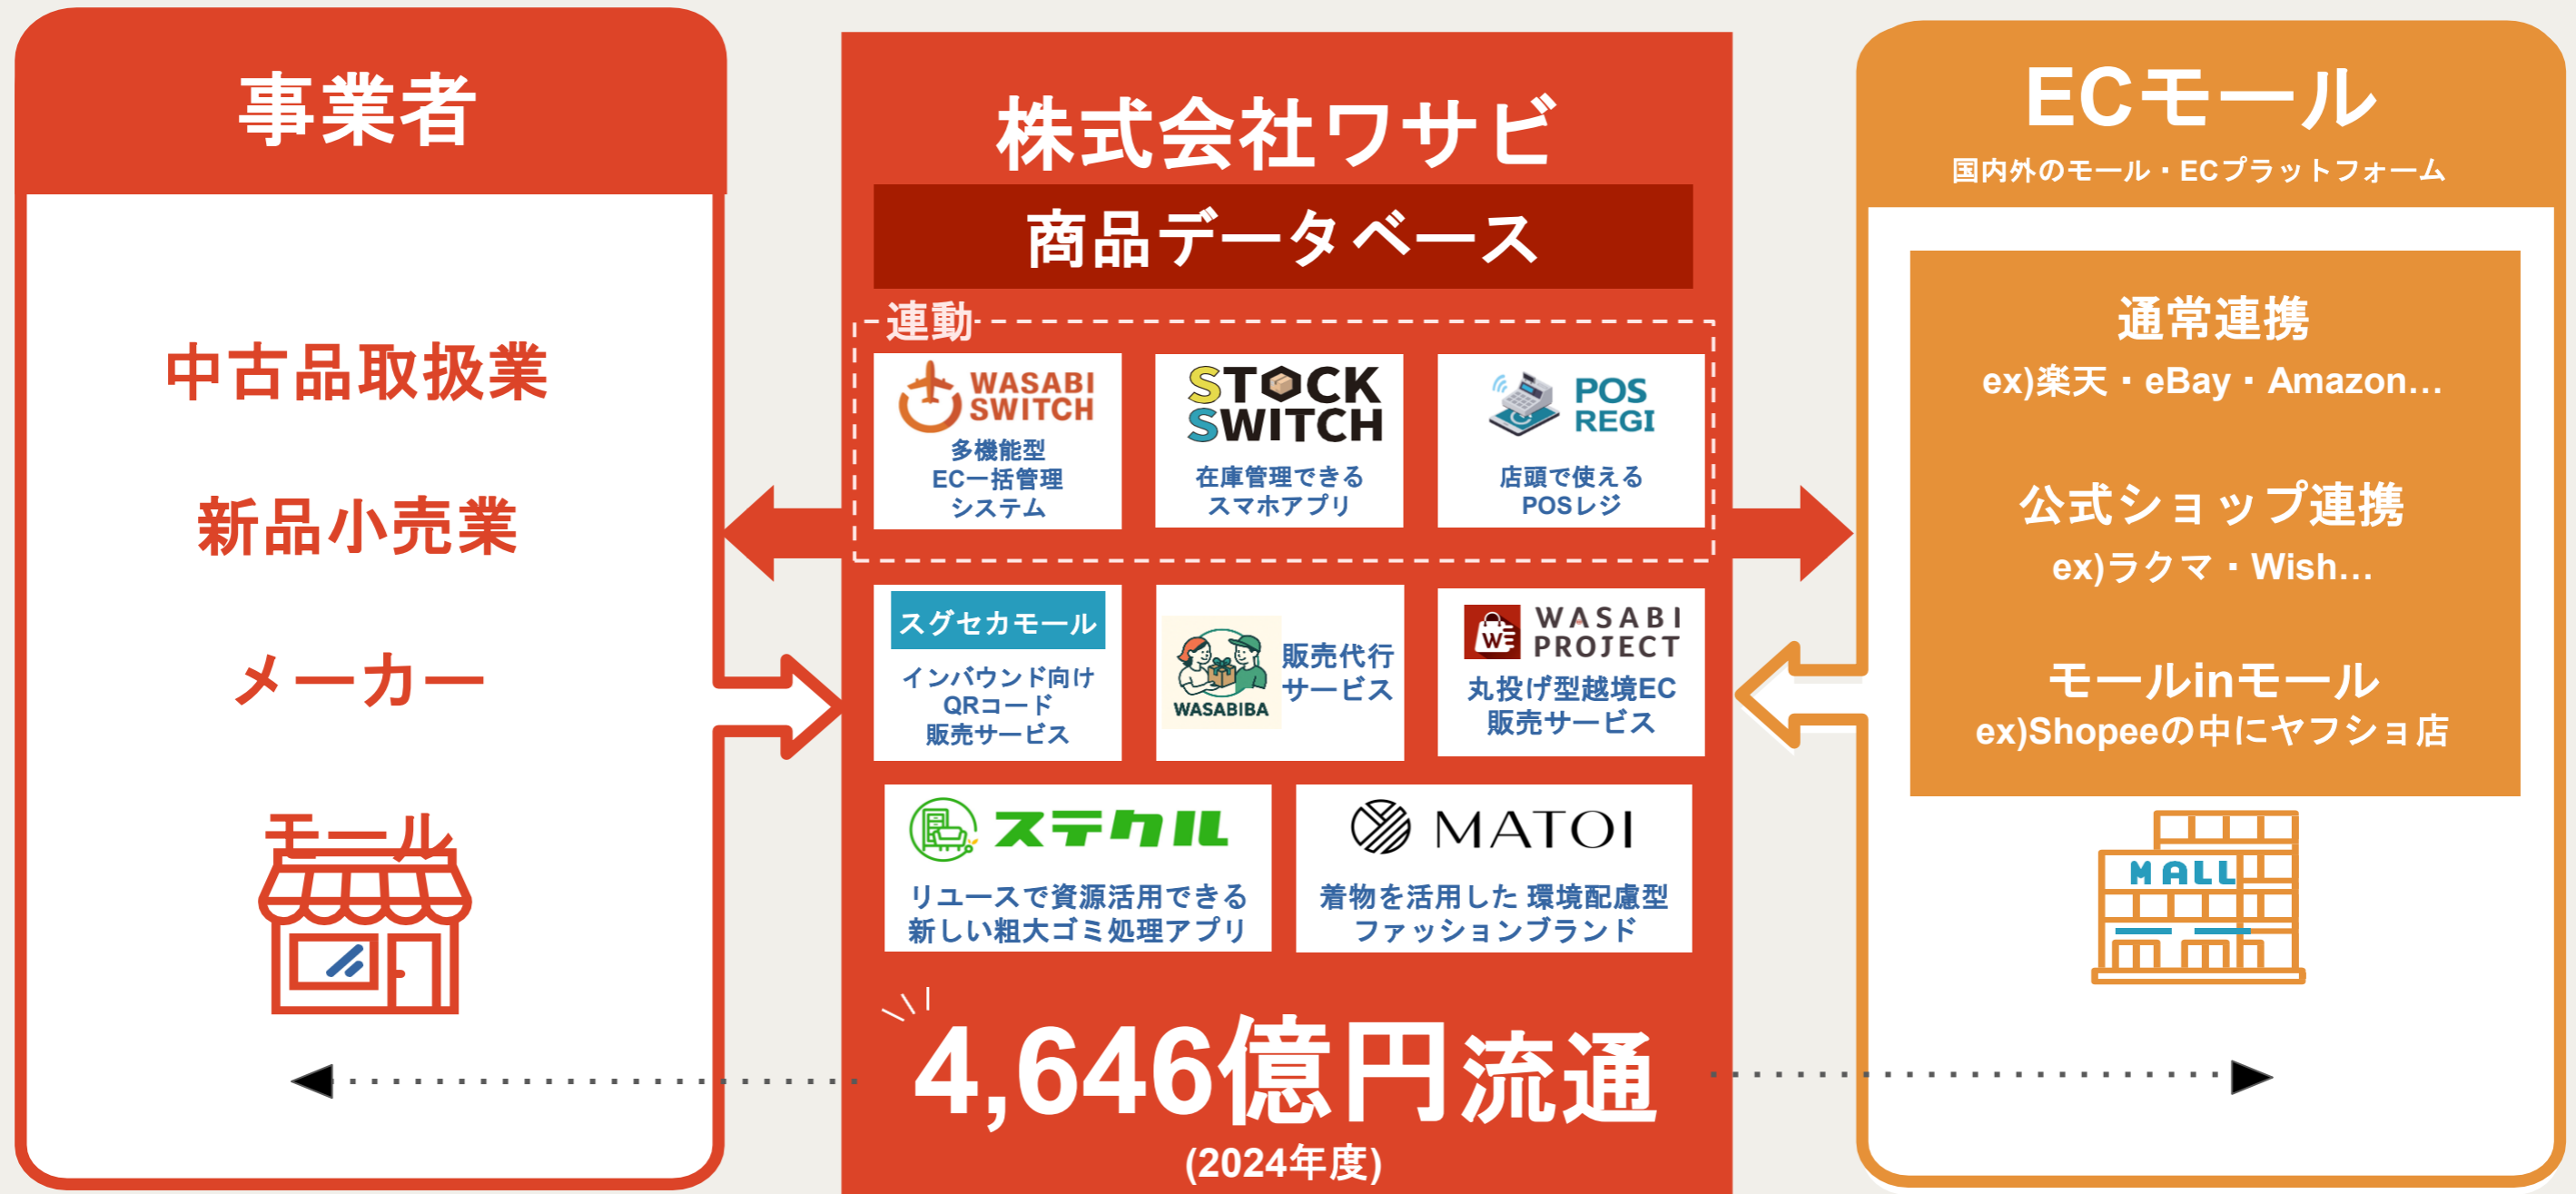 事業者
中古品取扱業
新品小売業
メーカー
モール
株式会社ワサビ
商品データベース
連動
WASABI
SWITCH
多機能型
EC一括管理
システム
STOCK
SWITCH
在庫管理できる
スマホアプリ
POS
REGI
店頭で使える
POSレジ
スグセカモール
インバウンド向け
QRコード
販売サービス
WASABIBA
販売代行
サービス
W
WASABI
PROJECT
丸投げ型越境EC
販売サービス
ステクル
リユースで資源活用できる
新しい粗大ゴミ処理アプリ
MATOI
着物を活用した 環境配慮型
ファッションブランド
4,646億円流通
(2024年度)
ECモール
国内外のモール・ECプラットフォーム
通常連携
ex)楽天・eBay・Amazon…
公式ショップ連携
ex)ラクマ・Wish…
モールinモール
ex)Shopeeの中にヤフショ店
MALL